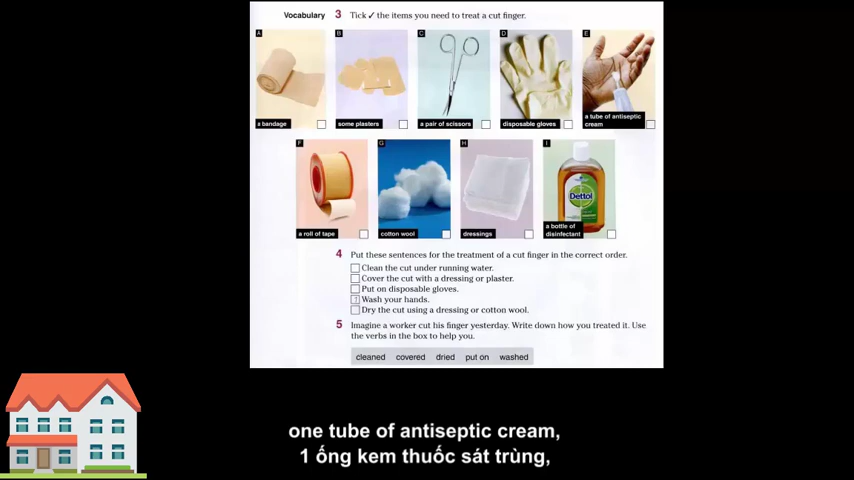 Vocabulary 3 Tick ✓ the items you need to treat a cut finger.
A
B
C
D
E
a bandage
some plasters
a pair of scissors
disposable gloves
a tube of antiseptic
cream
F
G
H
I
Dettol
a roll of tape
cotton wool
dressings
a bottle of
disinfectant
4 Put these sentences for the treatment of a cut finger in the correct order.
Clean the cut under running water.
Cover the cut with a dressing or plaster.
Put on disposable gloves.
1 Wash your hands.
Dry the cut using a dressing or cotton wool.
5 Imagine a worker cut his finger yesterday. Write down how you treated it. Use
the verbs in the box to help you.
cleaned covered dried put on washed
one tube of antiseptic cream,
1 ống kem thuốc sát trùng,